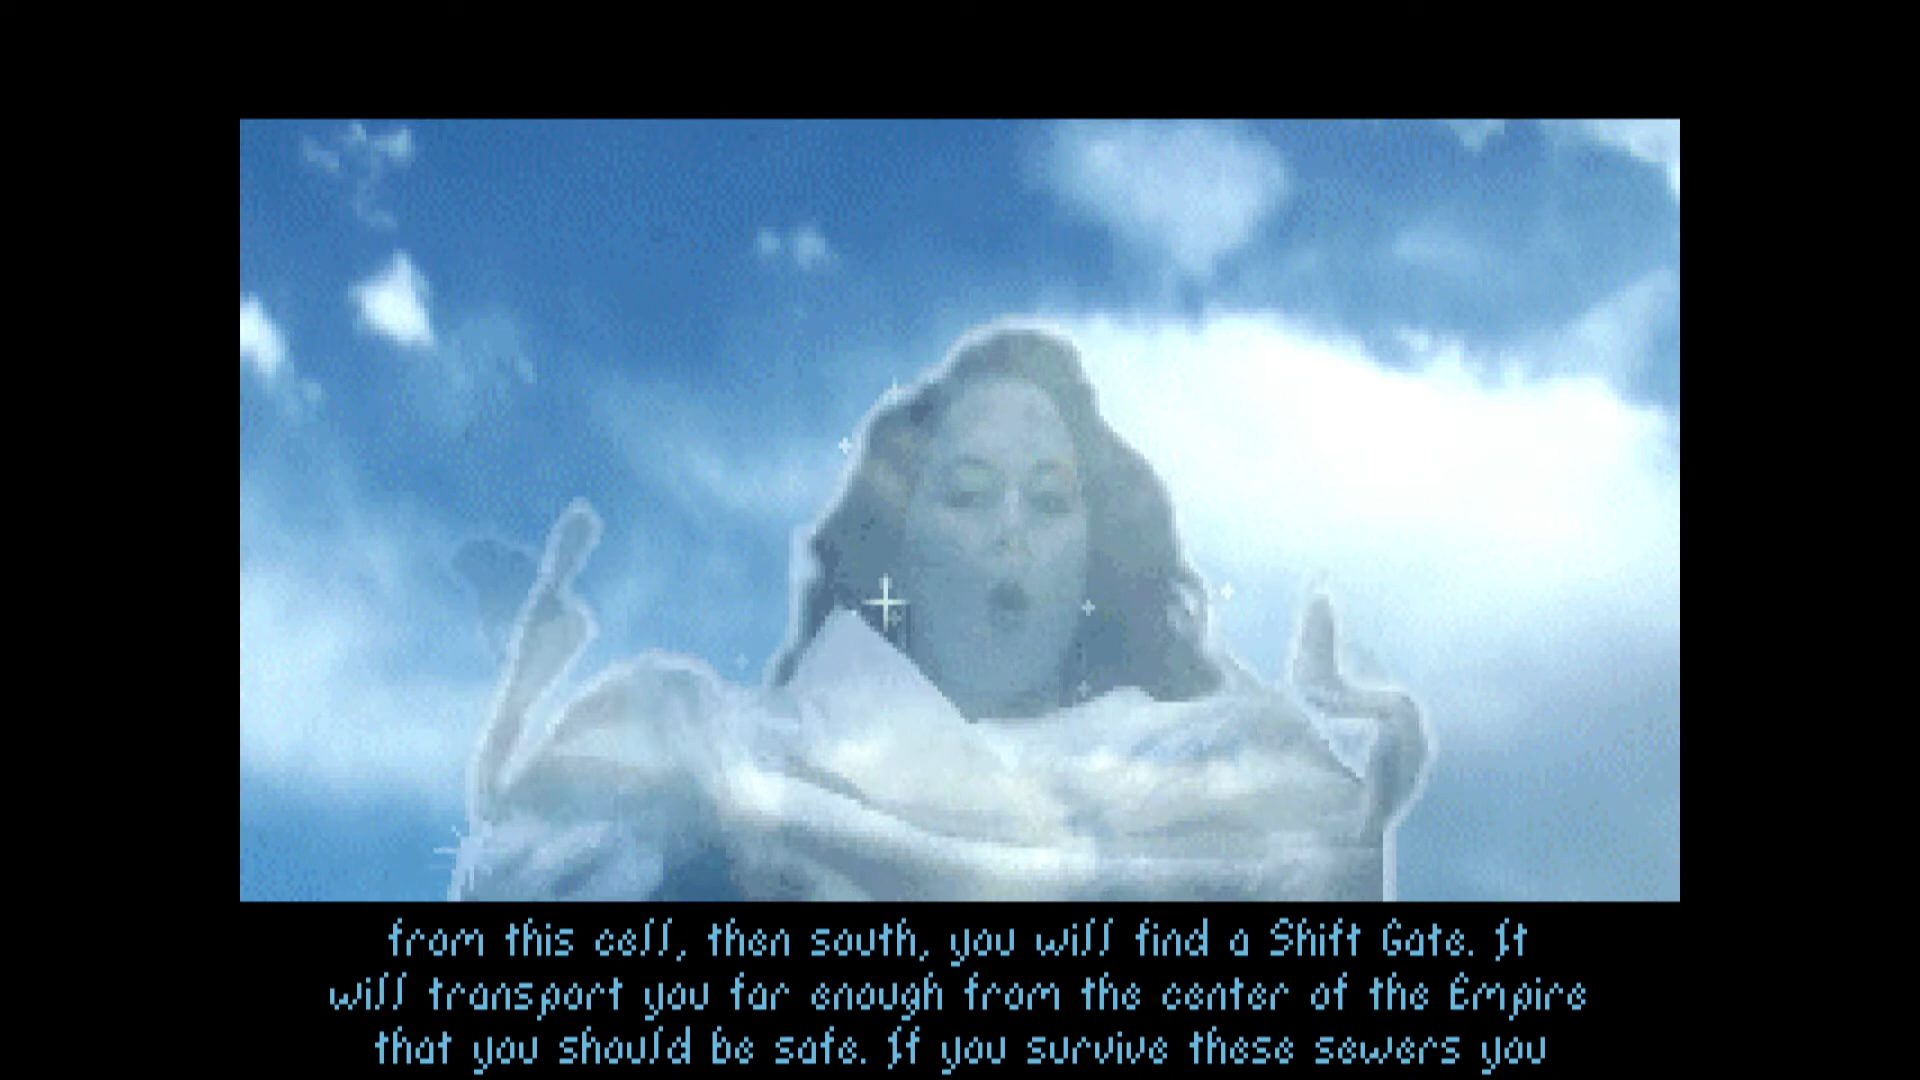 from this cell, then south, you will find a Shift Gate. It
will transport you far enough from the center of the Empire
that you should be safe. If you survive these sewers you